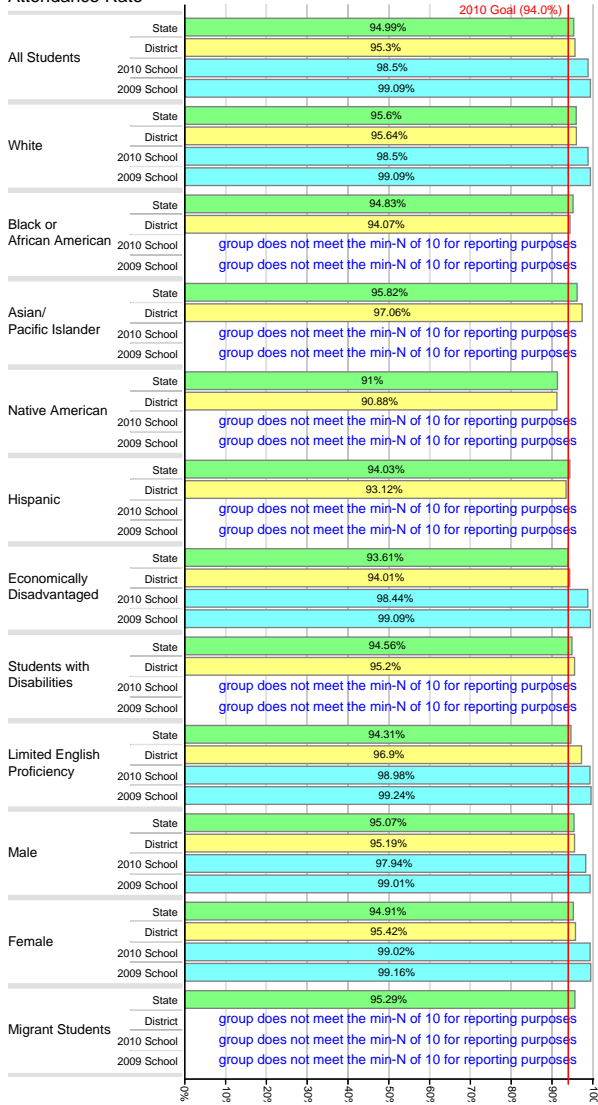 Attendance Rate
2010 Goal (94.0%)
All Students
State 94.99%
District 95.3%
2010 School 98.5%
2009 School 99.09%
White
State 95.6%
District 95.64%
2010 School 98.5%
2009 School 99.09%
Black or
African American
State 94.83%
District 94.07%
2010 School group does not meet the min-N of 10 for reporting purposes
2009 School group does not meet the min-N of 10 for reporting purposes
Asian/
Pacific Islander
State 95.82%
District 97.06%
2010 School group does not meet the min-N of 10 for reporting purposes
2009 School group does not meet the min-N of 10 for reporting purposes
Native American
State 91%
District 90.88%
2010 School group does not meet the min-N of 10 for reporting purposes
2009 School group does not meet the min-N of 10 for reporting purposes
Hispanic
State 94.03%
District 93.12%
2010 School group does not meet the min-N of 10 for reporting purposes
2009 School group does not meet the min-N of 10 for reporting purposes
Economically
Disadvantaged
State 93.61%
District 94.01%
2010 School 98.44%
2009 School 99.09%
Students with
Disabilities
State 94.56%
District 95.2%
2010 School group does not meet the min-N of 10 for reporting purposes
2009 School group does not meet the min-N of 10 for reporting purposes
Limited English
Proficiency
State 94.31%
District 96.9%
2010 School 98.98%
2009 School 99.24%
Male
State 95.07%
District 95.19%
2010 School 97.94%
2009 School 99.01%
Female
State 94.91%
District 95.42%
2010 School 99.02%
2009 School 99.16%
Migrant Students
State 95.29%
District group does not meet the min-N of 10 for reporting purposes
2010 School group does not meet the min-N of 10 for reporting purposes
2009 School group does not meet the min-N of 10 for reporting purposes
0% 10% 20% 30% 40% 50% 60% 70% 80% 90% 100